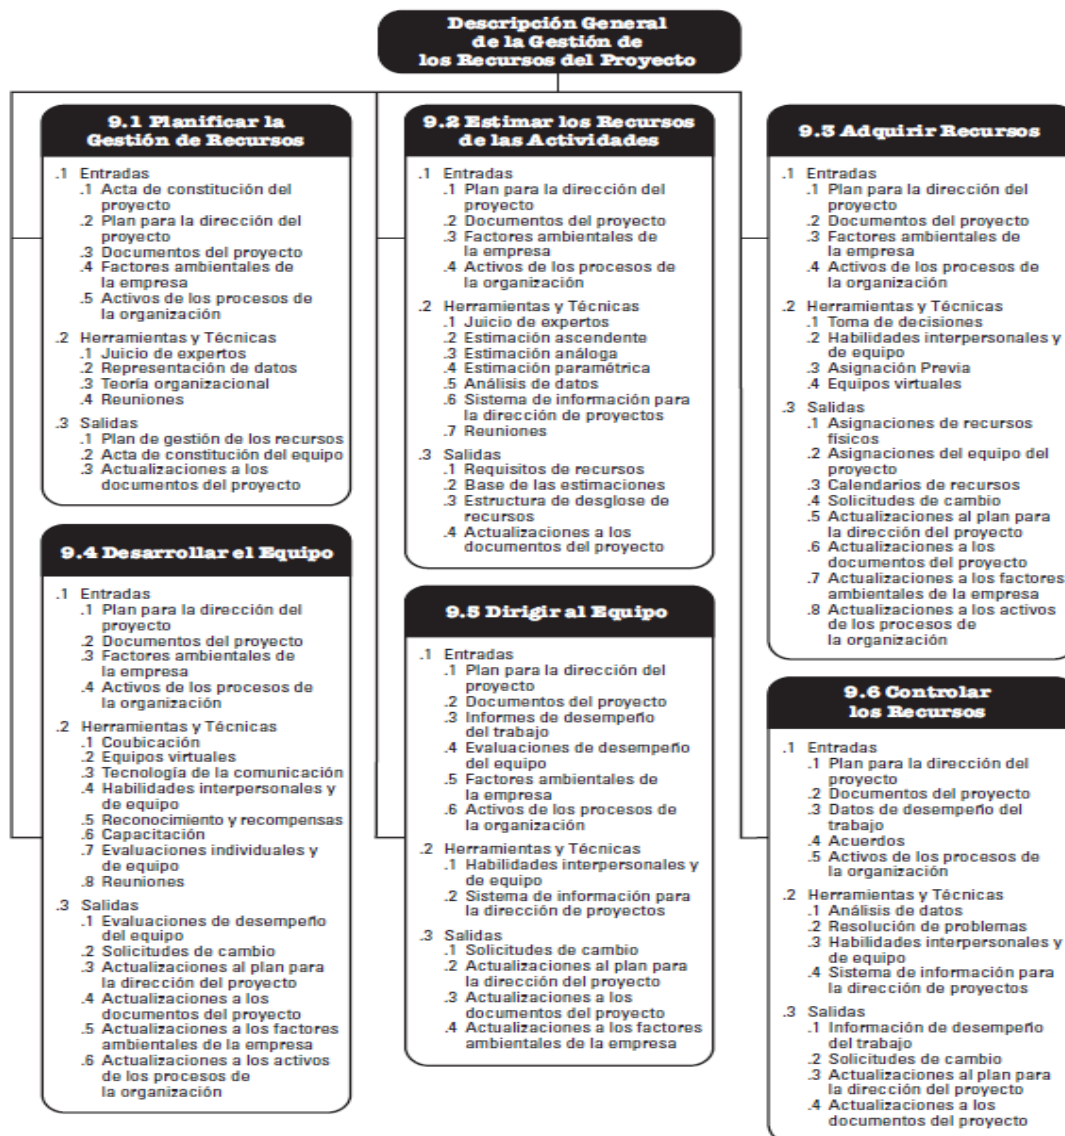 Descripción General
de la Gestión de
los Recursos del Proyecto
9.1 Planificar la
Gestión de Recursos
.1 Entradas
.1 Acta de constitución del
proyecto
.2 Plan para la dirección del
proyecto
.3 Documentos del proyecto
.4 Factores ambientales de
la empresa
.5 Activos de los procesos de
la organización
.2 Herramientas y Técnicas
.1 Juicio de expertos
.2 Representación de datos
.3 Teoría organizacional
.4 Reuniones
.3 Salidas
.1 Plan de gestión de los recursos
.2 Acta de constitución del equipo
.3 Actualizaciones a los
documentos del proyecto
9.2 Estimar los Recursos
de las Actividades
.1 Entradas
.1 Plan para la dirección del
proyecto
.2 Documentos del proyecto
.3 Factores ambientales de
la empresa
.4 Activos de los procesos de
la organización
.2 Herramientas y Técnicas
.1 Juicio de expertos
.2 Estimación ascendente
.3 Estimación análoga
.4 Estimación paramétrica
.5 Análisis de datos
.6 Sistema de información para
la dirección de proyectos
.7 Reuniones
.3 Salidas
.1 Requisitos de recursos
.2 Base de las estimaciones
.3 Estructura de desglose de
recursos
.4 Actualizaciones a los
documentos del proyecto
9.3 Adquirir Recursos
.1 Entradas
.1 Plan para la dirección del
proyecto
.2 Documentos del proyecto
.3 Factores ambientales de
la empresa
.4 Activos de los procesos de
la organización
.2 Herramientas y Técnicas
.1 Toma de decisiones
.2 Habilidades interpersonales y
de equipo
.3 Asignación Previa
.4 Equipos virtuales
.3 Salidas
.1 Asignaciones de recursos
físicos
.2 Asignaciones del equipo del
proyecto
.3 Calendarios de recursos
.4 Solicitudes de cambio
.5 Actualizaciones al plan para
la dirección del proyecto
.6 Actualizaciones a los
documentos del proyecto
.7 Actualizaciones a los factores
ambientales de la empresa
.8 Actualizaciones a los activos
de los procesos de
la organización
9.4 Desarrollar el Equipo
.1 Entradas
.1 Plan para la dirección del
proyecto
.2 Documentos del proyecto
.3 Factores ambientales de
la empresa
.4 Activos de los procesos de
la organización
.2 Herramientas y Técnicas
.1 Coubicación
.2 Equipos virtuales
.3 Tecnología de la comunicación
.4 Habilidades interpersonales y
de equipo
.5 Reconocimiento y recompensas
.6 Capacitación
.7 Evaluaciones individuales y
de equipo
.8 Reuniones
.3 Salidas
.1 Evaluaciones de desempeño
del equipo
.2 Solicitudes de cambio
.3 Actualizaciones al plan para
la dirección del proyecto
.4 Actualizaciones a los
documentos del proyecto
.5 Actualizaciones a los factores
ambientales de la empresa
.6 Actualizaciones a los activos
de los procesos de
la organización
9.5 Dirigir al Equipo
.1 Entradas
.1 Plan para la dirección del
proyecto
.2 Documentos del proyecto
.3 Informes de desempeño
del trabajo
.4 Evaluaciones de desempeño
del equipo
.5 Factores ambientales de
la empresa
.6 Activos de los procesos de
la organización
.2 Herramientas y Técnicas
.1 Habilidades interpersonales y
de equipo
.2 Sistema de información para
la dirección de proyectos
.3 Salidas
.1 Solicitudes de cambio
.2 Actualizaciones al plan para
la dirección del proyecto
.3 Actualizaciones a los
documentos del proyecto
.4 Actualizaciones a los factores
ambientales de la empresa
9.6 Controlar
los Recursos
.1 Entradas
.1 Plan para la dirección del
proyecto
.2 Documentos del proyecto
.3 Datos de desempeño del
trabajo
.4 Acuerdos
.5 Activos de los procesos de
la organización
.2 Herramientas y Técnicas
.1 Análisis de datos
.2 Resolución de problemas
.3 Habilidades interpersonales y
de equipo
.4 Sistema de información para
la dirección de proyectos
.3 Salidas
.1 Información de desempeño
del trabajo
.2 Solicitudes de cambio
.3 Actualizaciones al plan para
la dirección del proyecto
.4 Actualizaciones a los
documentos del proyecto